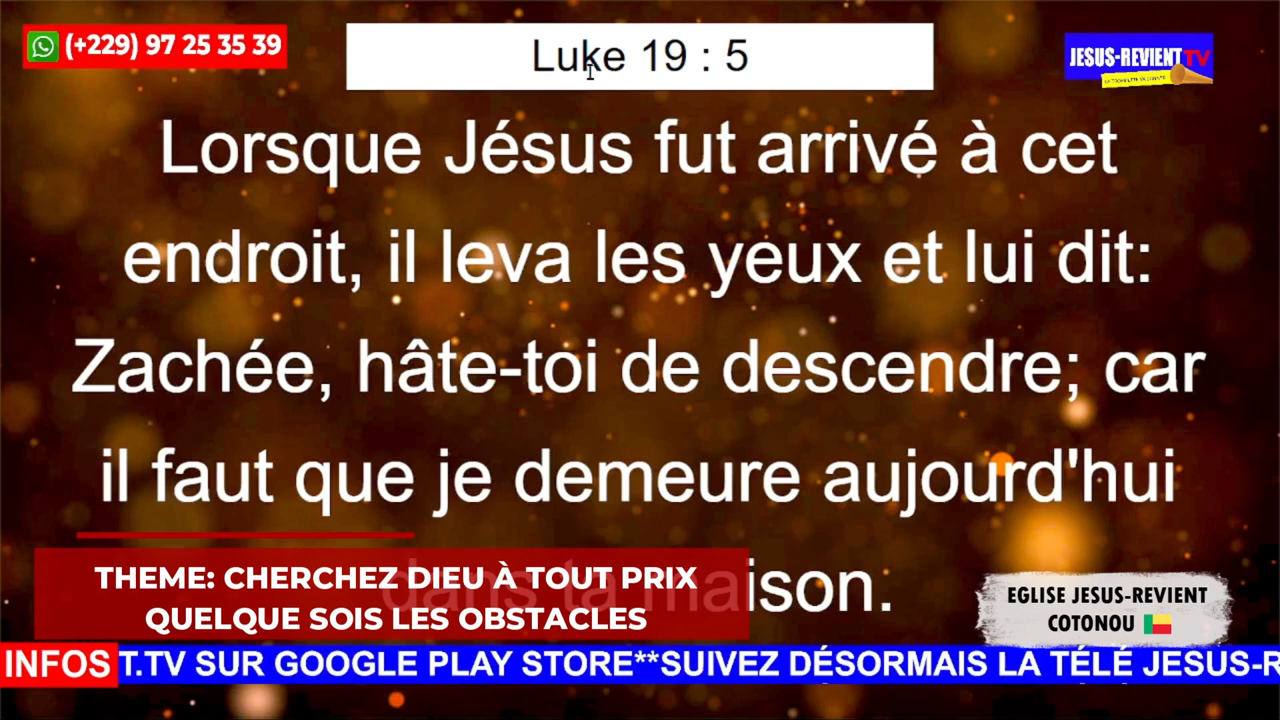 (+229) 97 25 35 39
Luke 19 : 5
JESUS-REVIENT TV
Lorsque Jésus fut arrivé à cet
endroit, il leva les yeux et lui dit:
Zachée, hâte-toi de descendre; car
il faut que je demeure aujourd'hui
dans ta maison.
THEME: CHERCHEZ DIEU À TOUT PRIX
QUELQUE SOIS LES OBSTACLES
EGLISE JESUS-REVIENT
COTONOU
INFOS T.TV SUR GOOGLE PLAY STORE**SUIVEZ DÉSORMAIS LA TÉLÉ JESUS-R